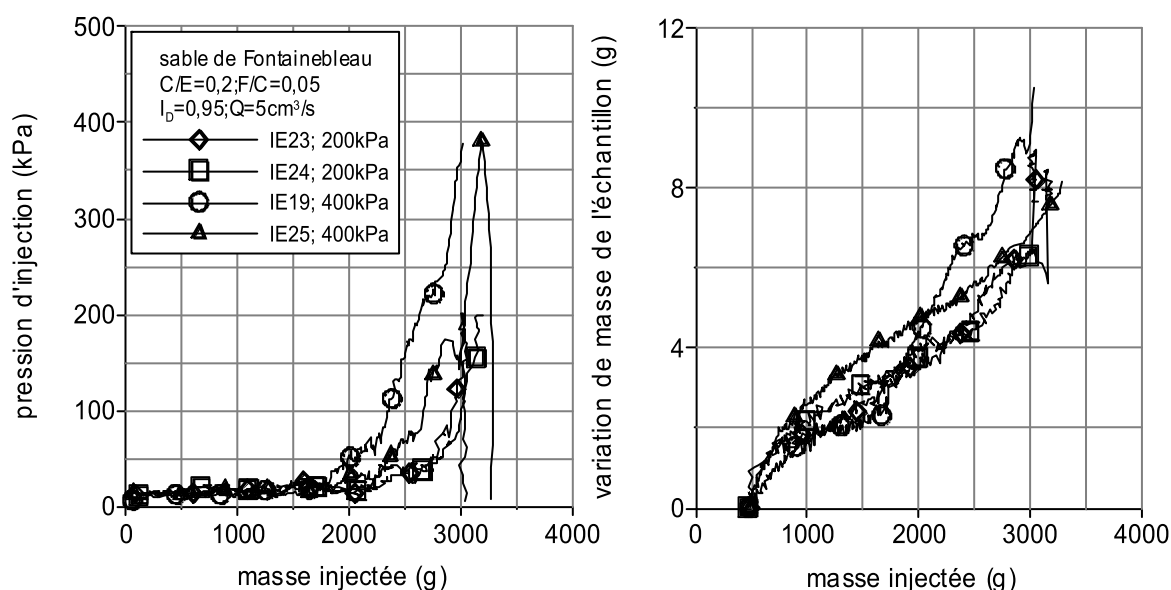 500
400
300
200
100
0
pression d'injection (kPa)
sable de Fontainebleau
C/E=0,2;F/C=0,05
I_D=0,95;Q=5cm³/s
IE23; 200kPa
IE24; 200kPa
IE19; 400kPa
IE25; 400kPa
0 1000 2000 3000 4000
masse injectée (g)
12
8
4
0
variation de masse de l'échantillon (g)
0 1000 2000 3000 4000
masse injectée (g)